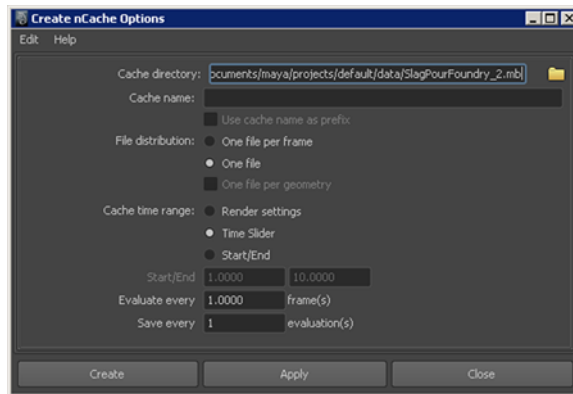 Create nCache Options
Edit Help
Cache directory: ocuments/maya/projects/default/data/SlagPourFoundry_2.mb
Cache name:
Use cache name as prefix
File distribution: One file per frame
One file
One file per geometry
Cache time range: Render settings
Time Slider
Start/End
Start/End 1.0000 10.0000
Evaluate every 1.0000 frame(s)
Save every 1 evaluation(s)
Create Apply Close